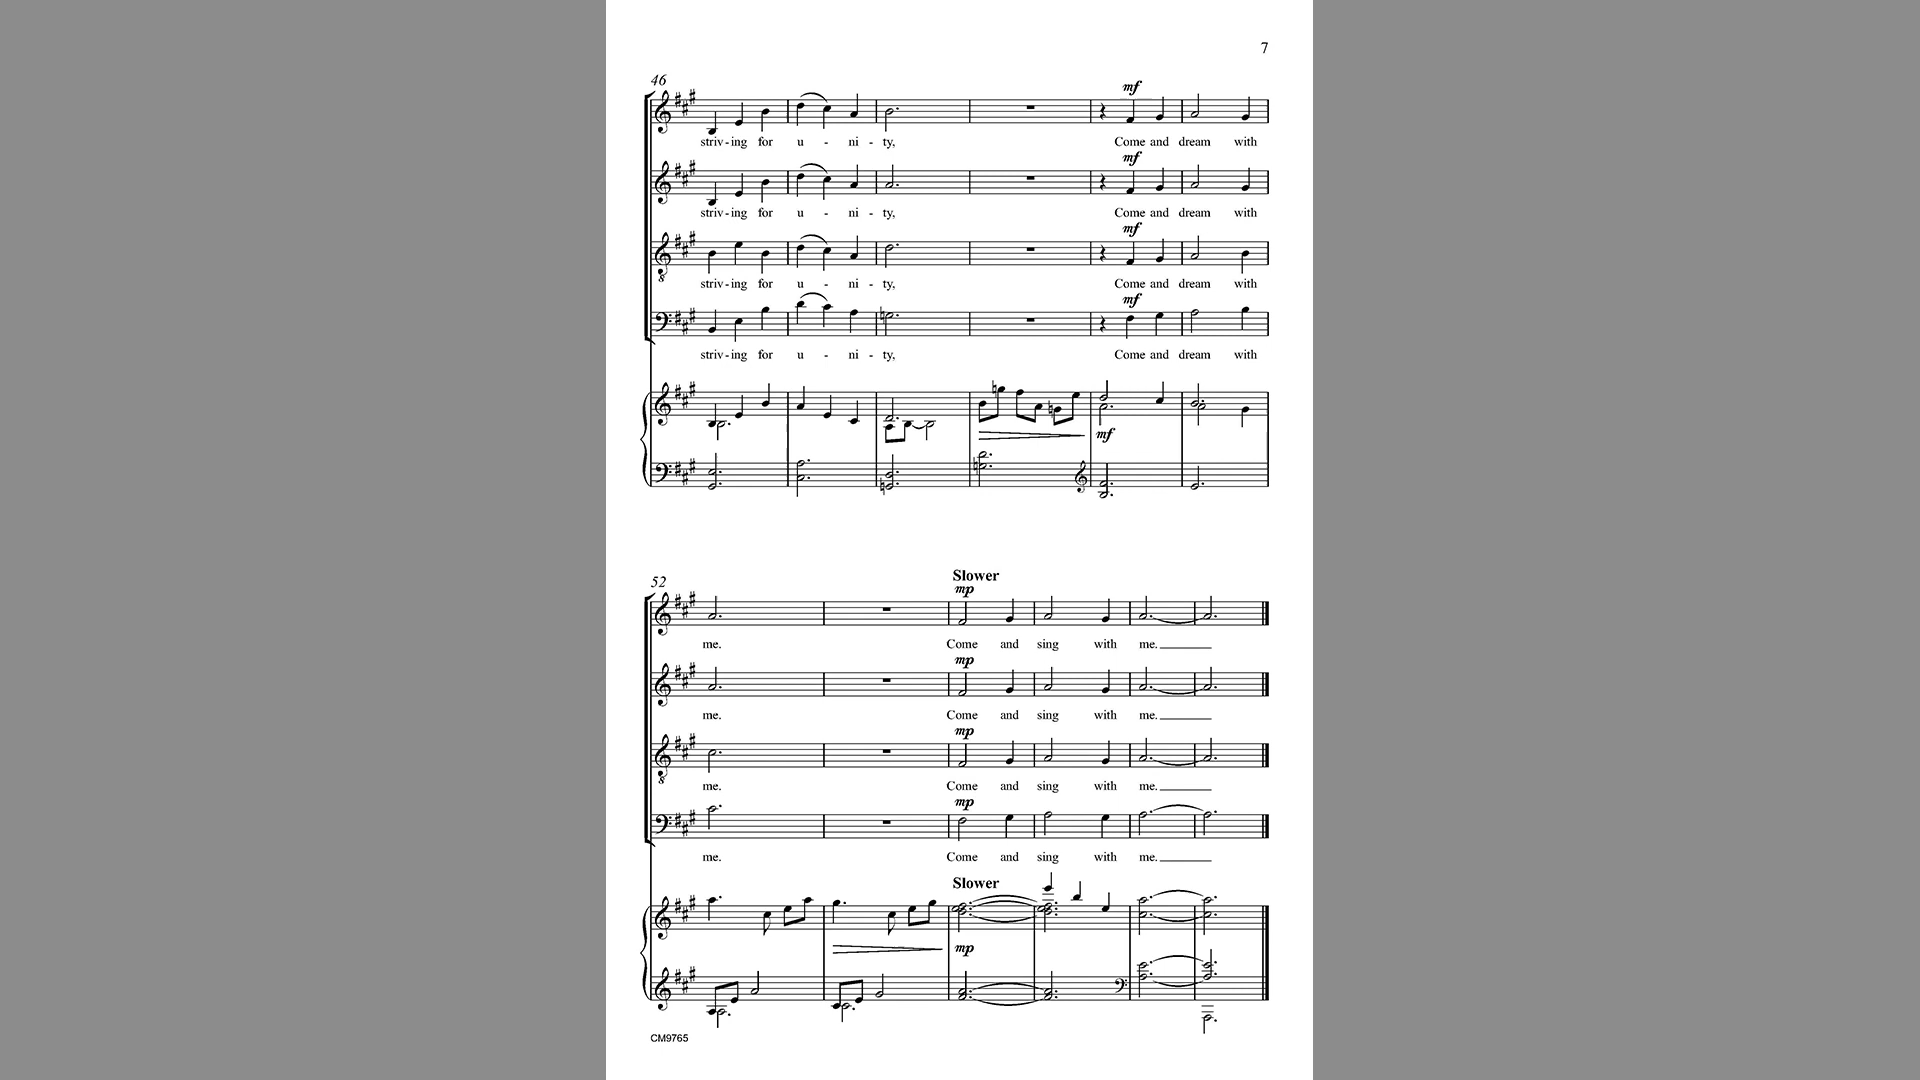 7
46
mf
striv - ing for u - ni - ty, Come and dream with
mf
striv - ing for u - ni - ty, Come and dream with
mf
striv - ing for u - ni - ty, Come and dream with
mf
striv - ing for u - ni - ty, Come and dream with
mf
52
Slower
mp
me. Come and sing with me.
mp
me. Come and sing with me.
mp
me. Come and sing with me.
mp
me. Come and sing with me.
Slower
mp
CM9765